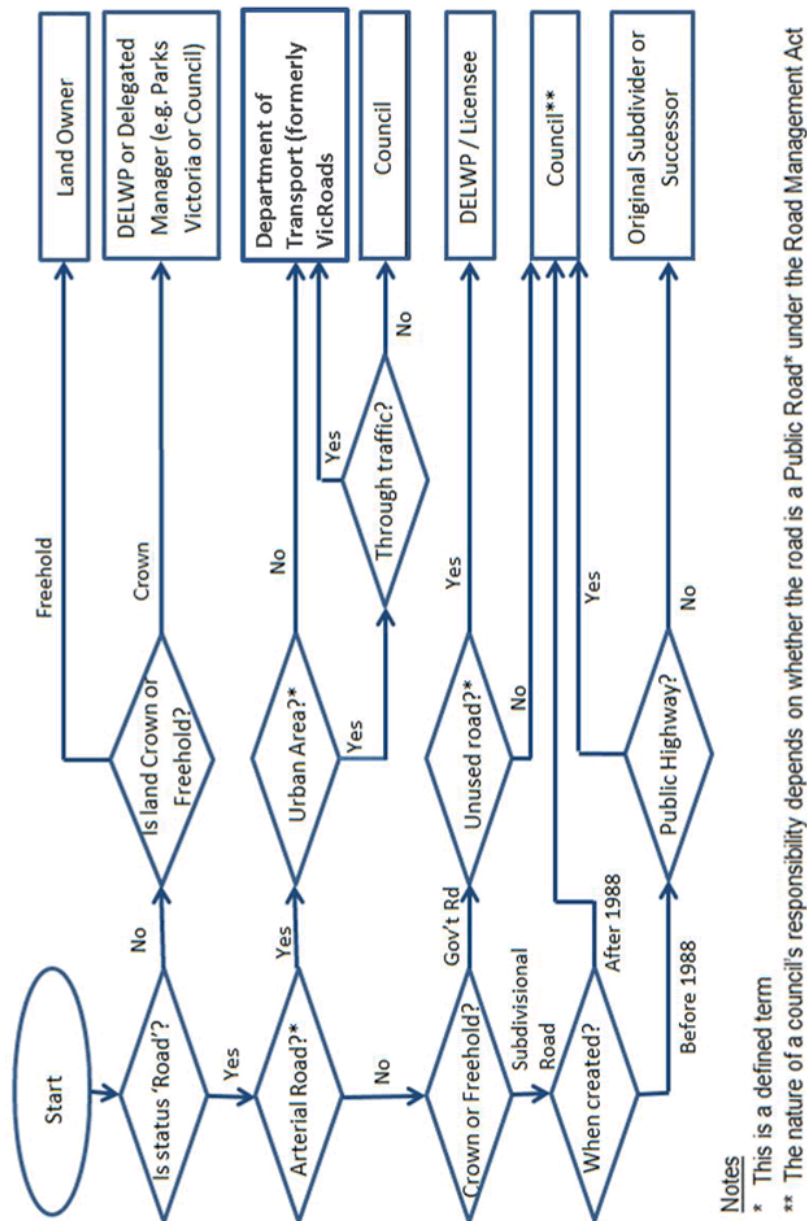 Start
Is status 'Road'?
No
Yes
Is land Crown or
Freehold?
Freehold
Crown
Land Owner
DELWP or Delegated
Manager (e.g. Parks
Victoria or Council)
Arterial Road?*
Yes
No
Urban Area?*
No
Yes
Through traffic?
Yes
No
Department of
Transport (formerly
VicRoads
Council
Crown or Freehold?
Gov't Rd
Subdivisional
Road
Unused road?*
Yes
No
DELWP / Licensee
Council**
When created?
After 1988
Before 1988
Public Highway?
Yes
No
Original Subdivider or
Successor
Notes
* This is a defined term
** The nature of a council's responsibility depends on whether the road is a Public Road* under the Road Management Act